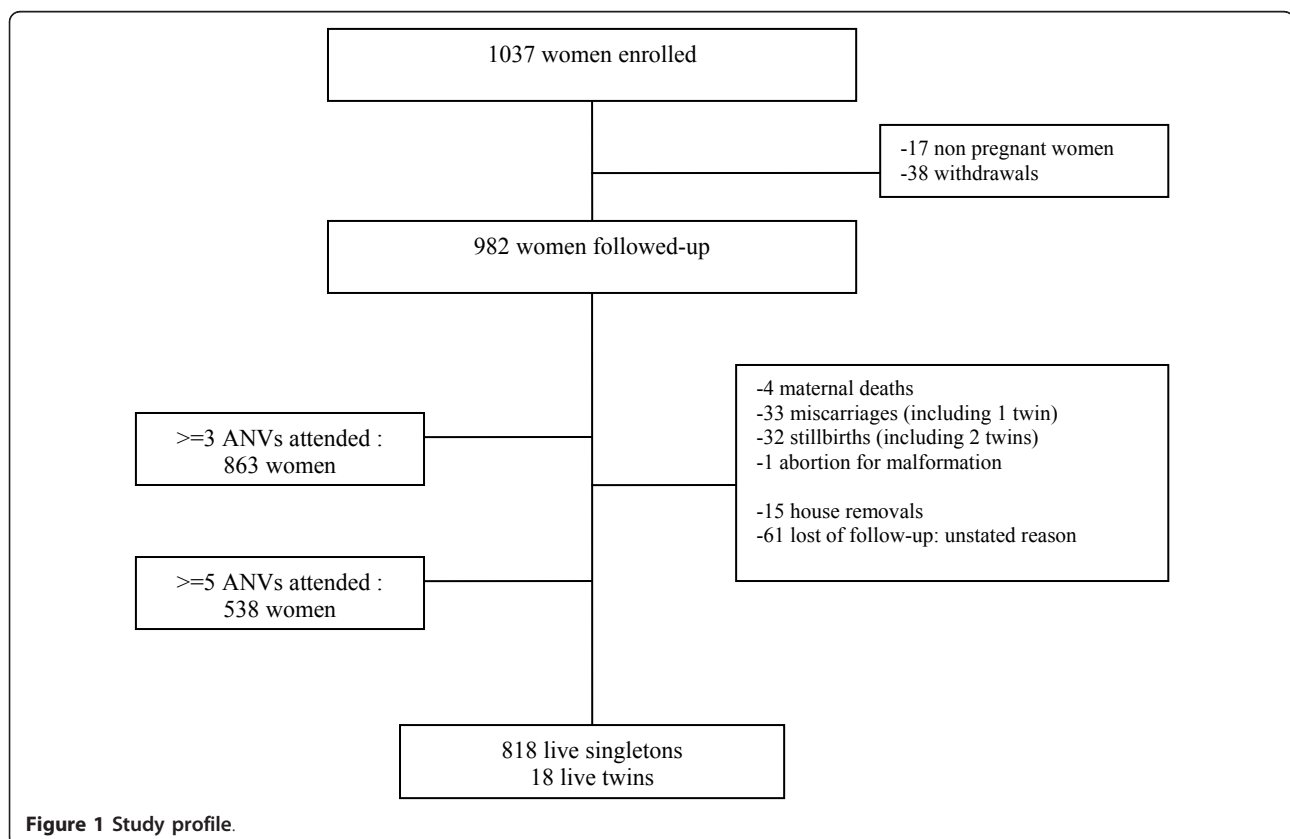 1037 women enrolled
-17 non pregnant women
-38 withdrawals
982 women followed-up
-4 maternal deaths
-33 miscarriages (including 1 twin)
-32 stillbirths (including 2 twins)
-1 abortion for malformation
-15 house removals
-61 lost of follow-up: unstated reason
>=3 ANVs attended :
863 women
>=5 ANVs attended :
538 women
818 live singletons
18 live twins
Figure 1 Study profile.